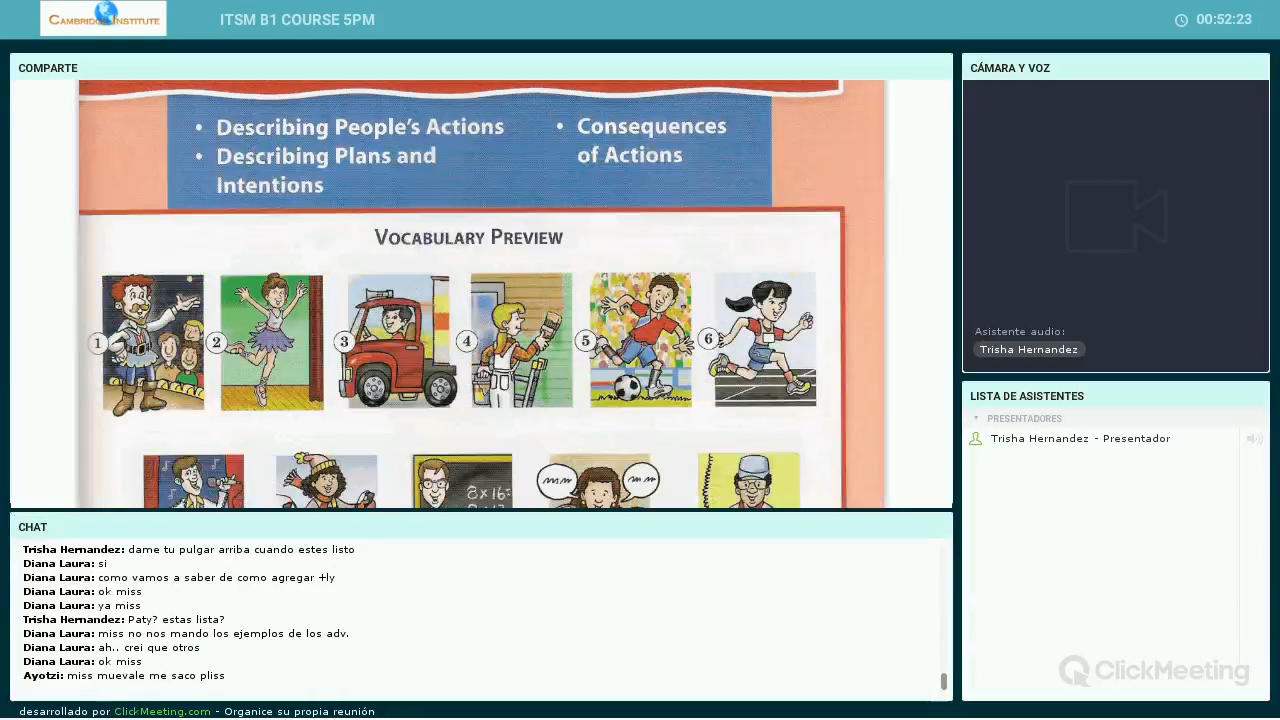 CAMBRIDGE INSTITUTE
ITSM B1 COURSE 5PM
00:52:23
COMPARTE
• Describing People's Actions
• Describing Plans and
Intentions
• Consequences
of Actions
VOCABULARY PREVIEW
1
2
3
4
5
6
8x16=
CHAT
Trisha Hernandez: dame tu pulgar arriba cuando estes listo
Diana Laura: si
Diana Laura: como vamos a saber de como agregar +ly
Diana Laura: ok miss
Diana Laura: ya miss
Trisha Hernandez: Paty? estas lista?
Diana Laura: miss no nos mando los ejemplos de los adv.
Diana Laura: ah.. crei que otros
Diana Laura: ok miss
Ayotzi: miss muevale me saco pliss
CÁMARA Y VOZ
Asistente audio:
Trisha Hernandez
LISTA DE ASISTENTES
PRESENTADORES
Trisha Hernandez - Presentador
ClickMeeting
desarrollado por ClickMeeting.com - Organice su propia reunión